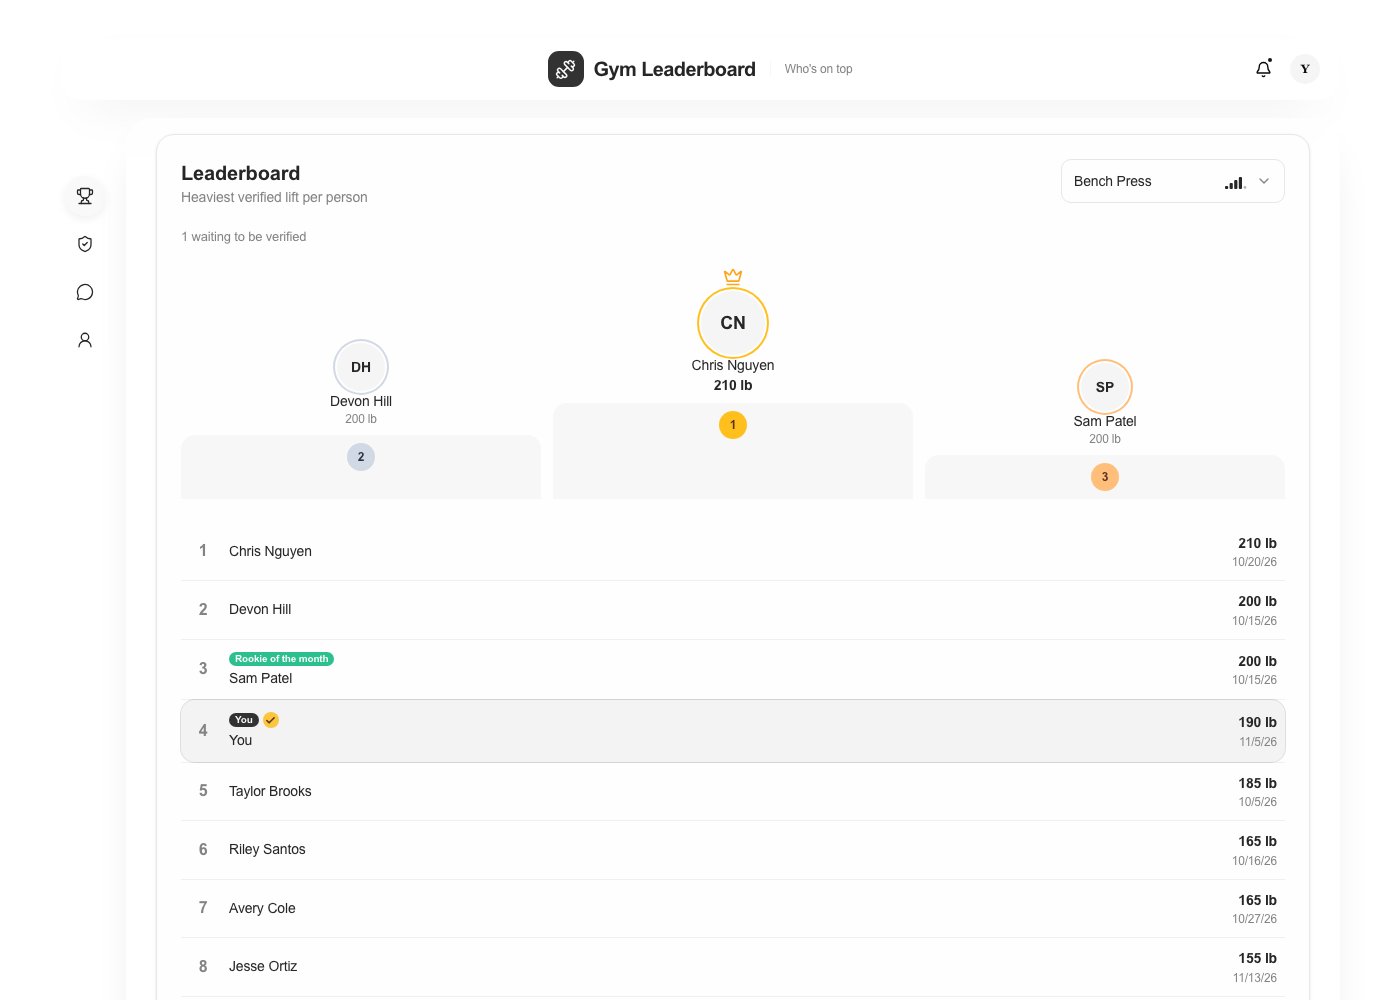 Gym Leaderboard
Who's on top
Y
Leaderboard
Heaviest verified lift per person
Bench Press
1 waiting to be verified
CN
Chris Nguyen
210 lb
1
DH
Devon Hill
200 lb
2
SP
Sam Patel
200 lb
3
1 Chris Nguyen 210 lb
10/20/26
2 Devon Hill 200 lb
10/15/26
Rookie of the month
3 Sam Patel 200 lb
10/15/26
You
4 You 190 lb
11/5/26
5 Taylor Brooks 185 lb
10/5/26
6 Riley Santos 165 lb
10/16/26
7 Avery Cole 165 lb
10/27/26
8 Jesse Ortiz 155 lb
11/13/26